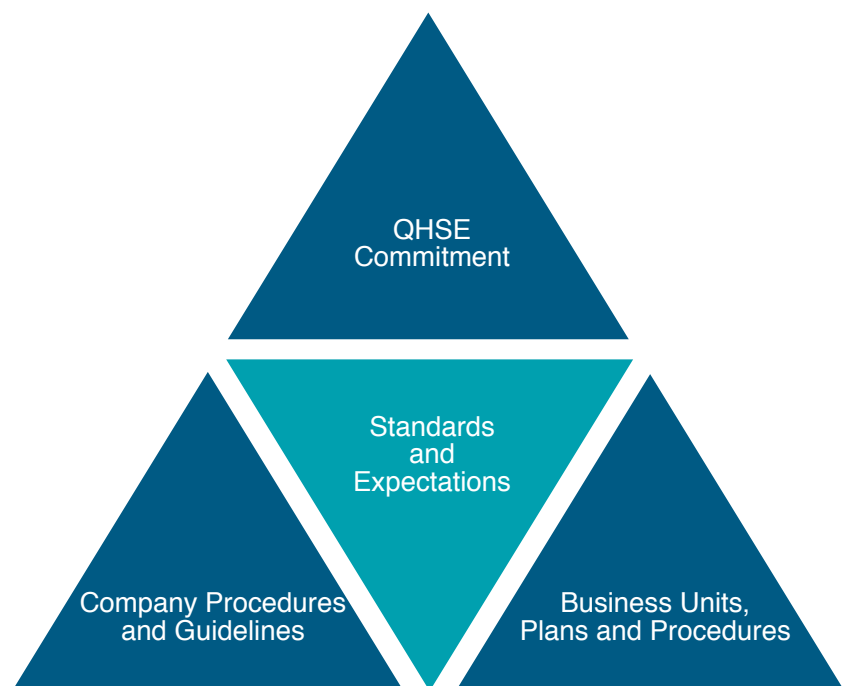 QHSE
Commitment
Standards
and
Expectations
Company Procedures
and Guidelines
Business Units,
Plans and Procedures